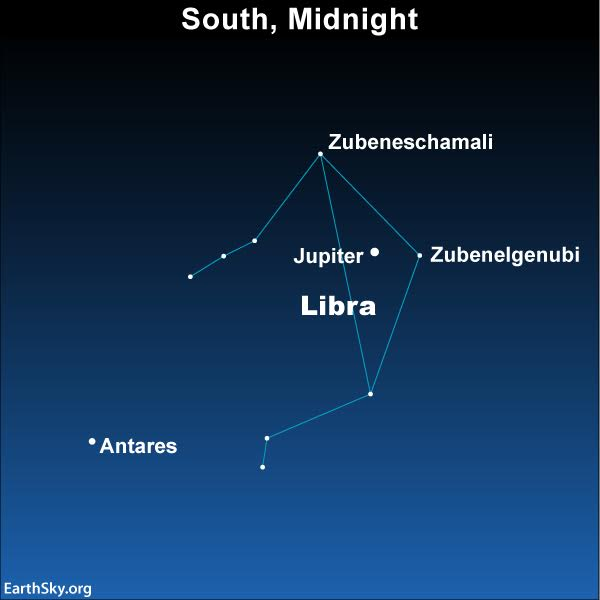 South, Midnight
Zubeneschamali
Jupiter
Zubenelgenubi
Libra
Antares
EarthSky.org